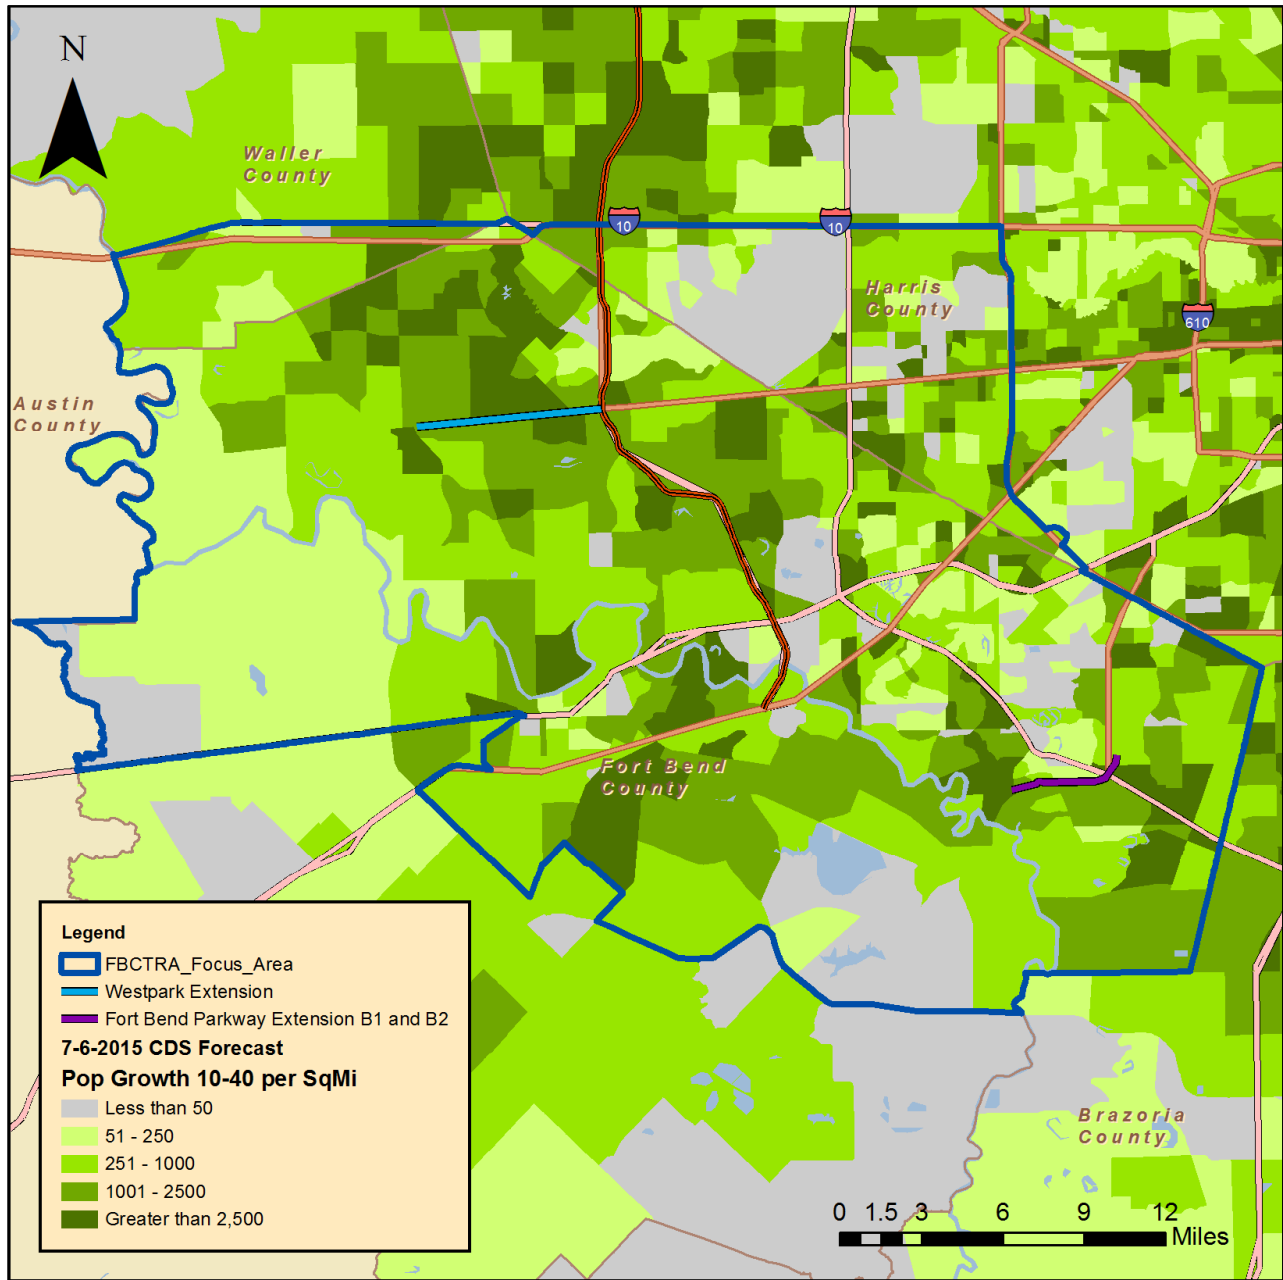 N
Waller
County
10
10
Harris
County
610
Austin
County
Fort Bend
County
Legend
FBCTRA_Focus_Area
Westpark Extension
Fort Bend Parkway Extension B1 and B2
7-6-2015 CDS Forecast
Pop Growth 10-40 per SqMi
Less than 50
51 - 250
251 - 1000
1001 - 2500
Greater than 2,500
Brazoria
County
0 1.5 3 6 9 12
Miles